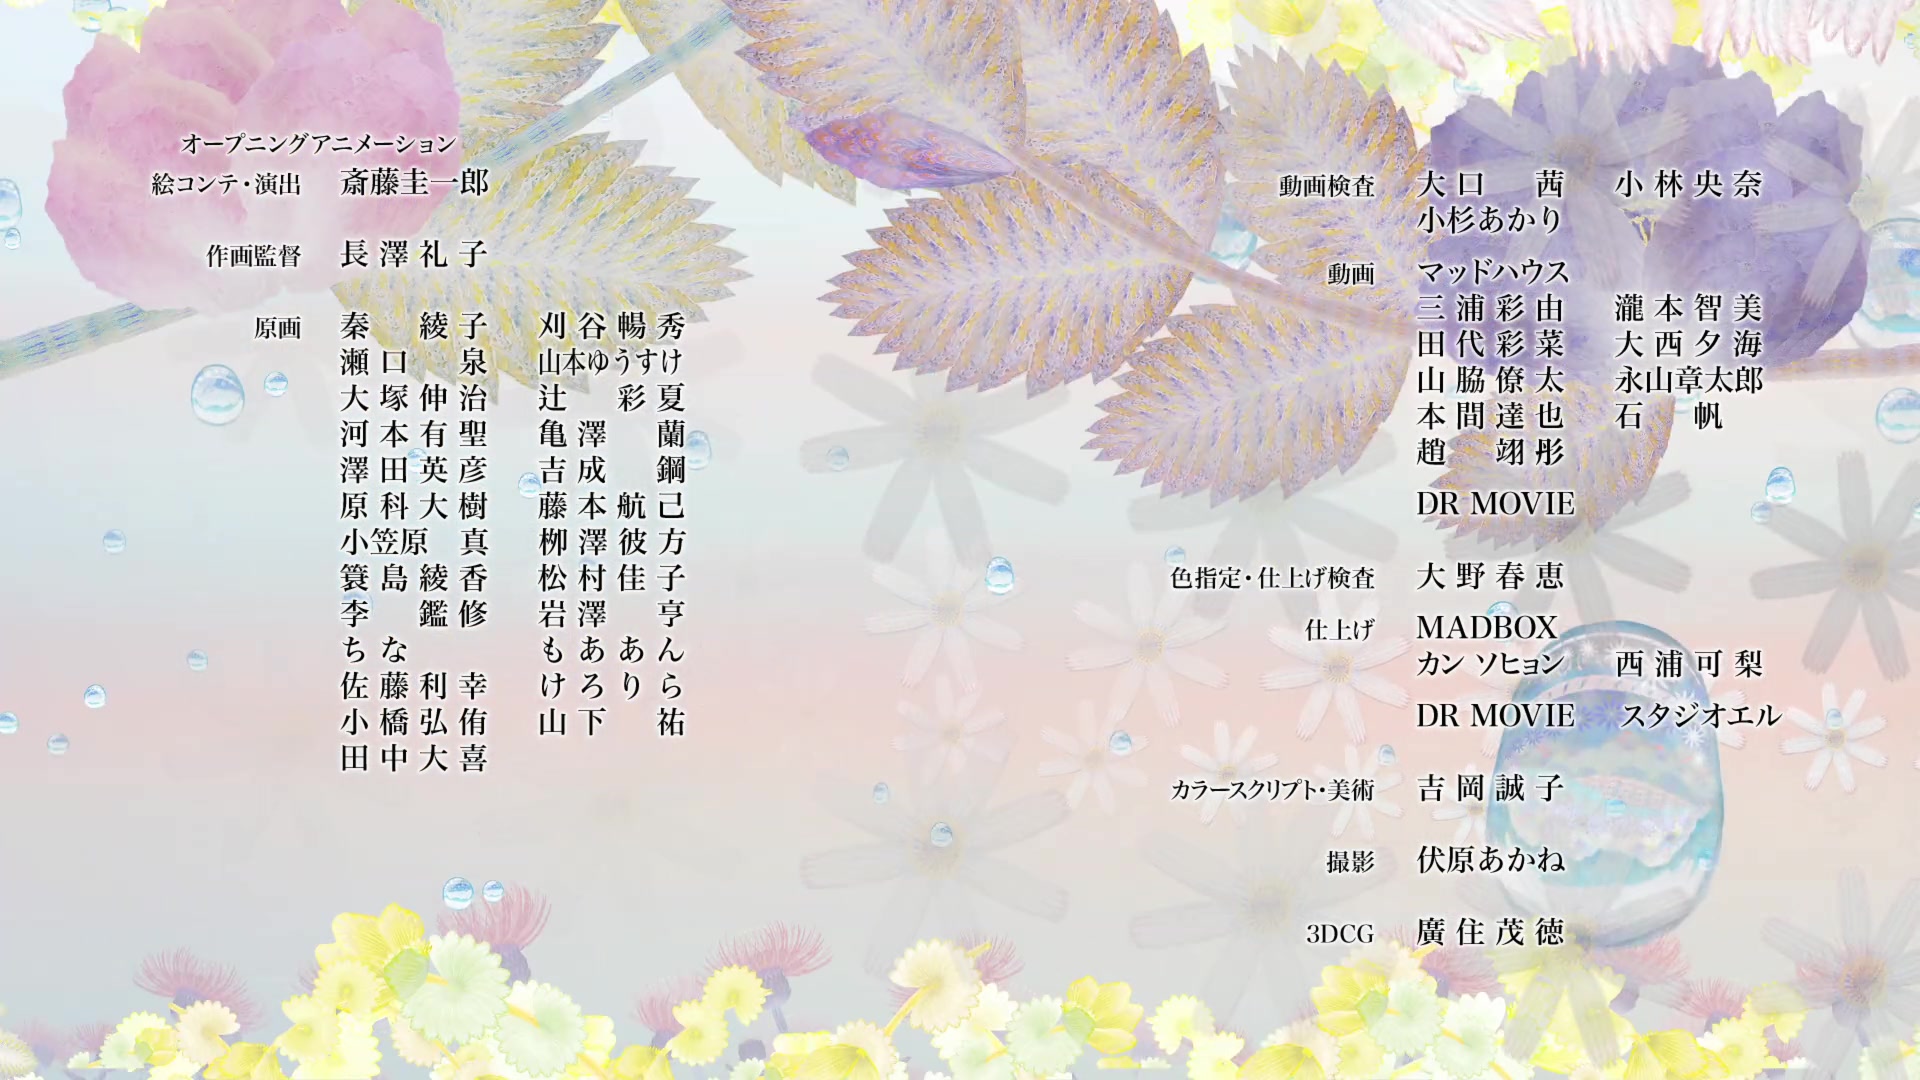 オープニングアニメーション
絵コンテ・演出 斎藤圭一郎
作画監督 長澤礼子
原画 秦 綾子 刈谷暢秀
瀬口 泉 山本ゆうすけ
大塚伸治 辻 彩夏
河本有聖 亀澤 蘭
澤田英彦 吉成 鋼
原科大樹 藤本航己
小笠原 真 栁澤彼方
簑島綾香 松村佳子
李 鑑修 岩澤 亨
ちな もああん
佐藤利幸 けろりら
小橋弘侑 山下 祐
田中大喜
動画検査 大口 茜 小林央奈
小杉あかり
動画 マッドハウス
三浦彩由 瀧本智美
田代彩菜 大西夕海
山脇僚太 永山章太郎
本間達也 石 帆
趙 翊彤
DR MOVIE
色指定・仕上げ検査 大野春恵
仕上げ MADBOX
カン ソヒョン 西浦可梨
DR MOVIE スタジオエル
カラースクリプト・美術 吉岡誠子
撮影 伏原あかね
3DCG 廣住茂徳